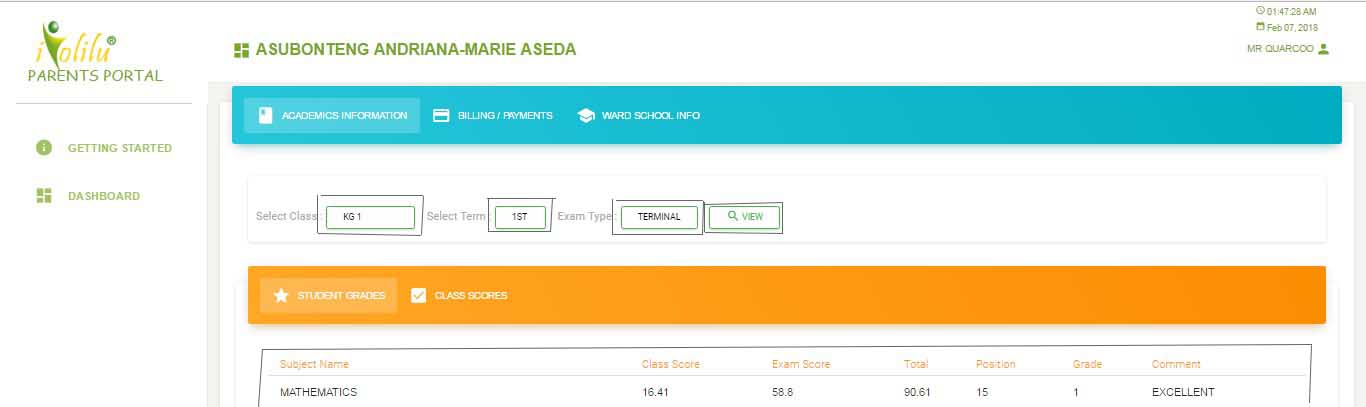 01:47:28 AM
Feb 07, 2018
iYolilu®
PARENTS PORTAL
ASUBONTENG ANDRIANA-MARIE ASEDA
MR QUARCOO
ACADEMICS INFORMATION BILLING / PAYMENTS WARD SCHOOL INFO
GETTING STARTED
DASHBOARD
Select Class : KG 1 Select Term : 1ST Exam Type : TERMINAL VIEW
STUDENT GRADES CLASS SCORES
Subject Name Class Score Exam Score Total Position Grade Comment
MATHEMATICS 16.41 58.8 90.61 15 1 EXCELLENT